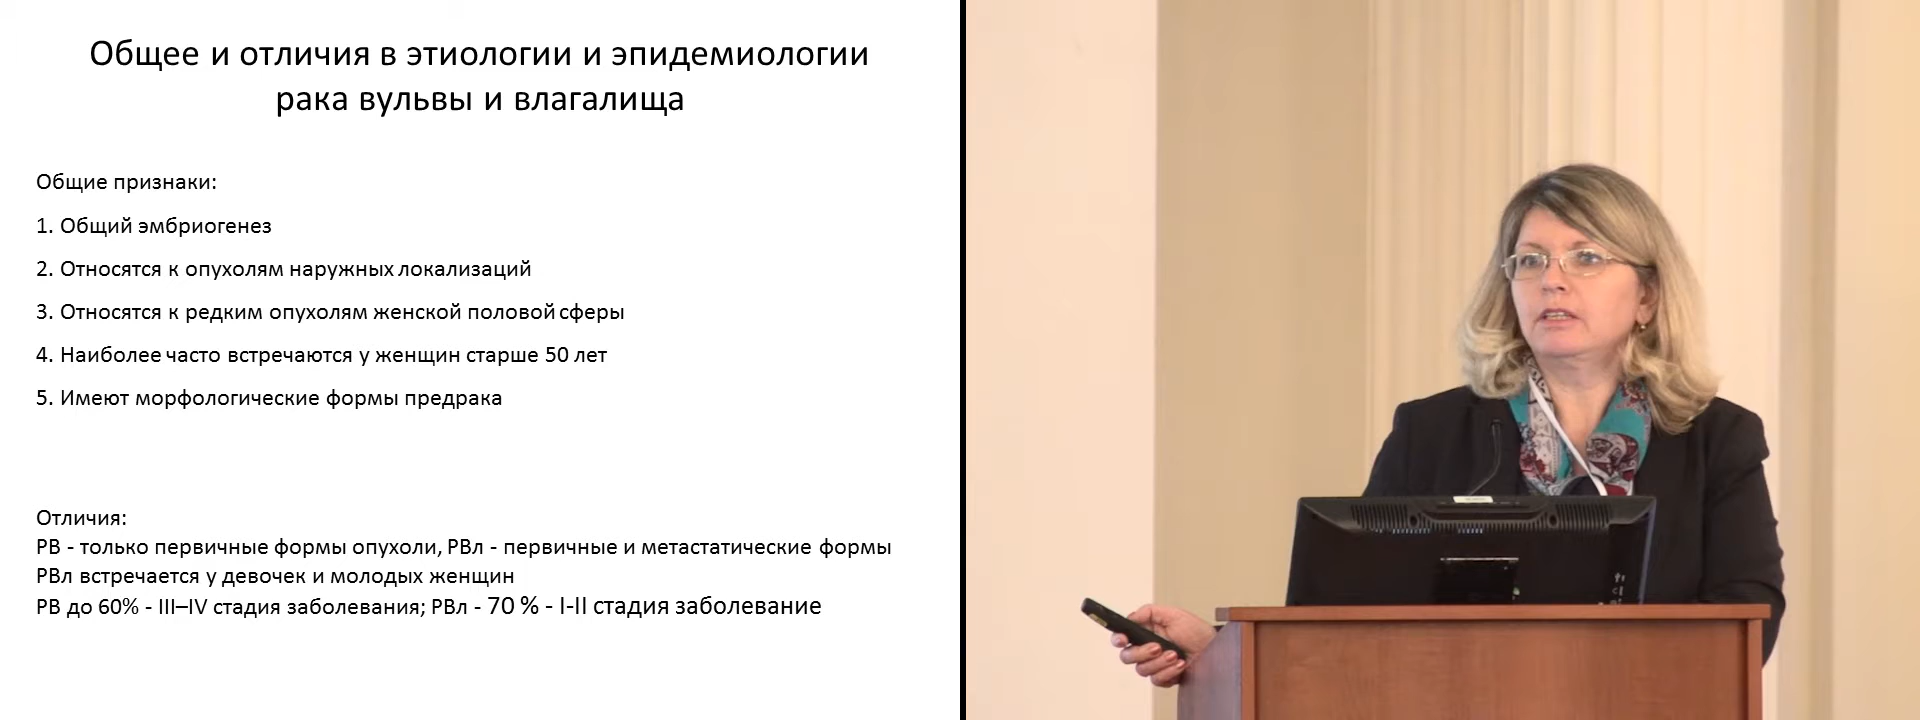 Общее и отличия в этиологии и эпидемиологии
рака вульвы и влагалища
Общие признаки:
1. Общий эмбриогенез
2. Относятся к опухолям наружных локализаций
3. Относятся к редким опухолям женской половой сферы
4. Наиболее часто встречаются у женщин старше 50 лет
5. Имеют морфологические формы предрака
Отличия:
РВ - только первичные формы опухоли, РВл - первичные и метастатические формы
РВл встречается у девочек и молодых женщин
РВ до 60% - III–IV стадия заболевания; РВл - 70 % - I-II стадия заболевание